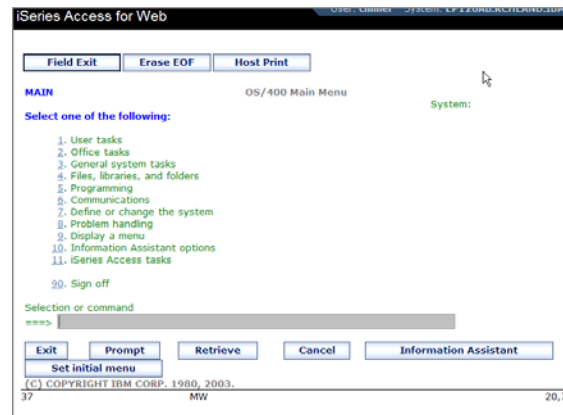 iSeries Access for Web
User: System:
Field Exit Erase EOF Host Print
MAIN OS/400 Main Menu
System:
Select one of the following:
1. User tasks
2. Office tasks
3. General system tasks
4. Files, libraries, and folders
5. Programming
6. Communications
7. Define or change the system
8. Problem handling
9. Display a menu
10. Information Assistant options
11. iSeries Access tasks
90. Sign off
Selection or command
===>
Exit Prompt Retrieve Cancel Information Assistant
Set initial menu
(C) COPYRIGHT IBM CORP. 1980, 2003.
37 MW 20,7